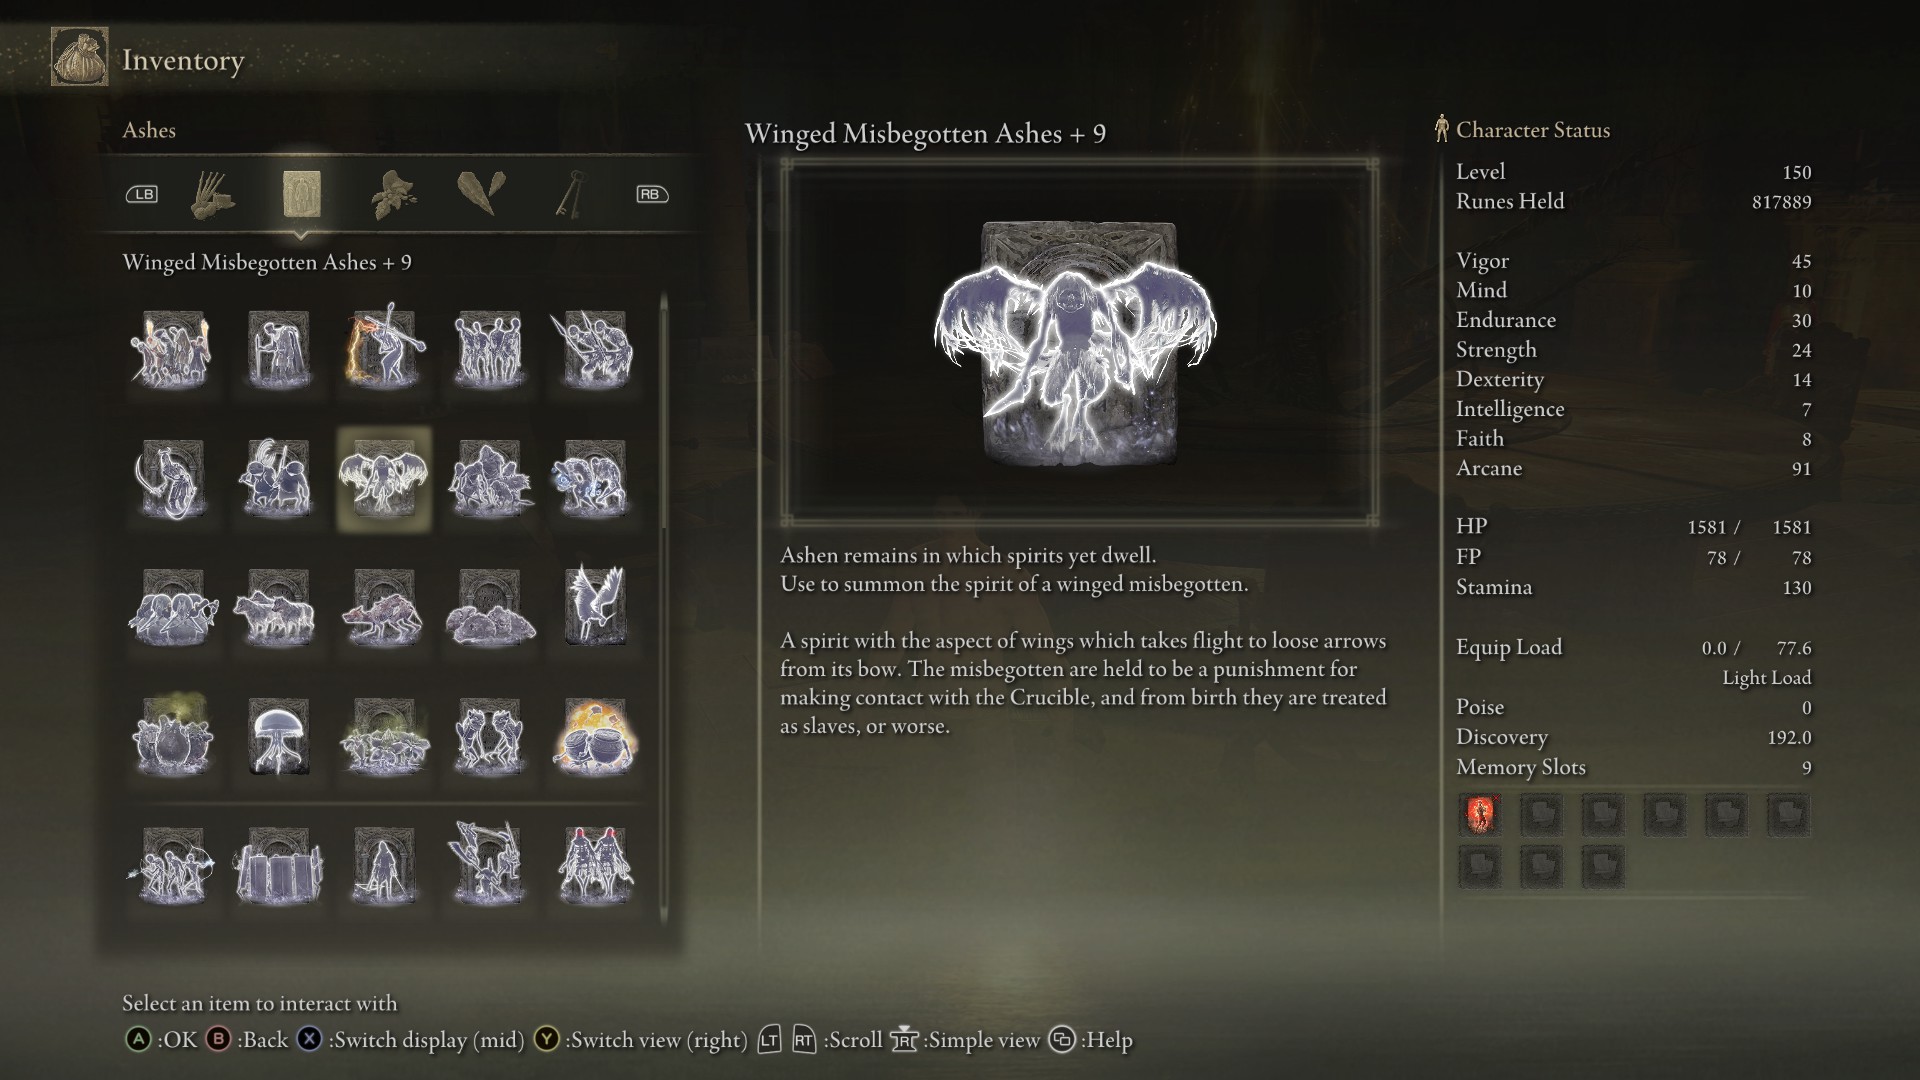 Inventory
Ashes
LB
RB
Winged Misbegotten Ashes + 9
Winged Misbegotten Ashes + 9
Ashen remains in which spirits yet dwell.
Use to summon the spirit of a winged misbegotten.
A spirit with the aspect of wings which takes flight to loose arrows
from its bow. The misbegotten are held to be a punishment for
making contact with the Crucible, and from birth they are treated
as slaves, or worse.
Character Status
Level 150
Runes Held 817889
Vigor 45
Mind 10
Endurance 30
Strength 24
Dexterity 14
Intelligence 7
Faith 8
Arcane 91
HP 1581 / 1581
FP 78 / 78
Stamina 130
Equip Load 0.0 / 77.6
Light Load
Poise 0
Discovery 192.0
Memory Slots 9
Select an item to interact with
A :OK B :Back X :Switch display (mid) Y :Switch view (right) LT RT :Scroll R :Simple view :Help